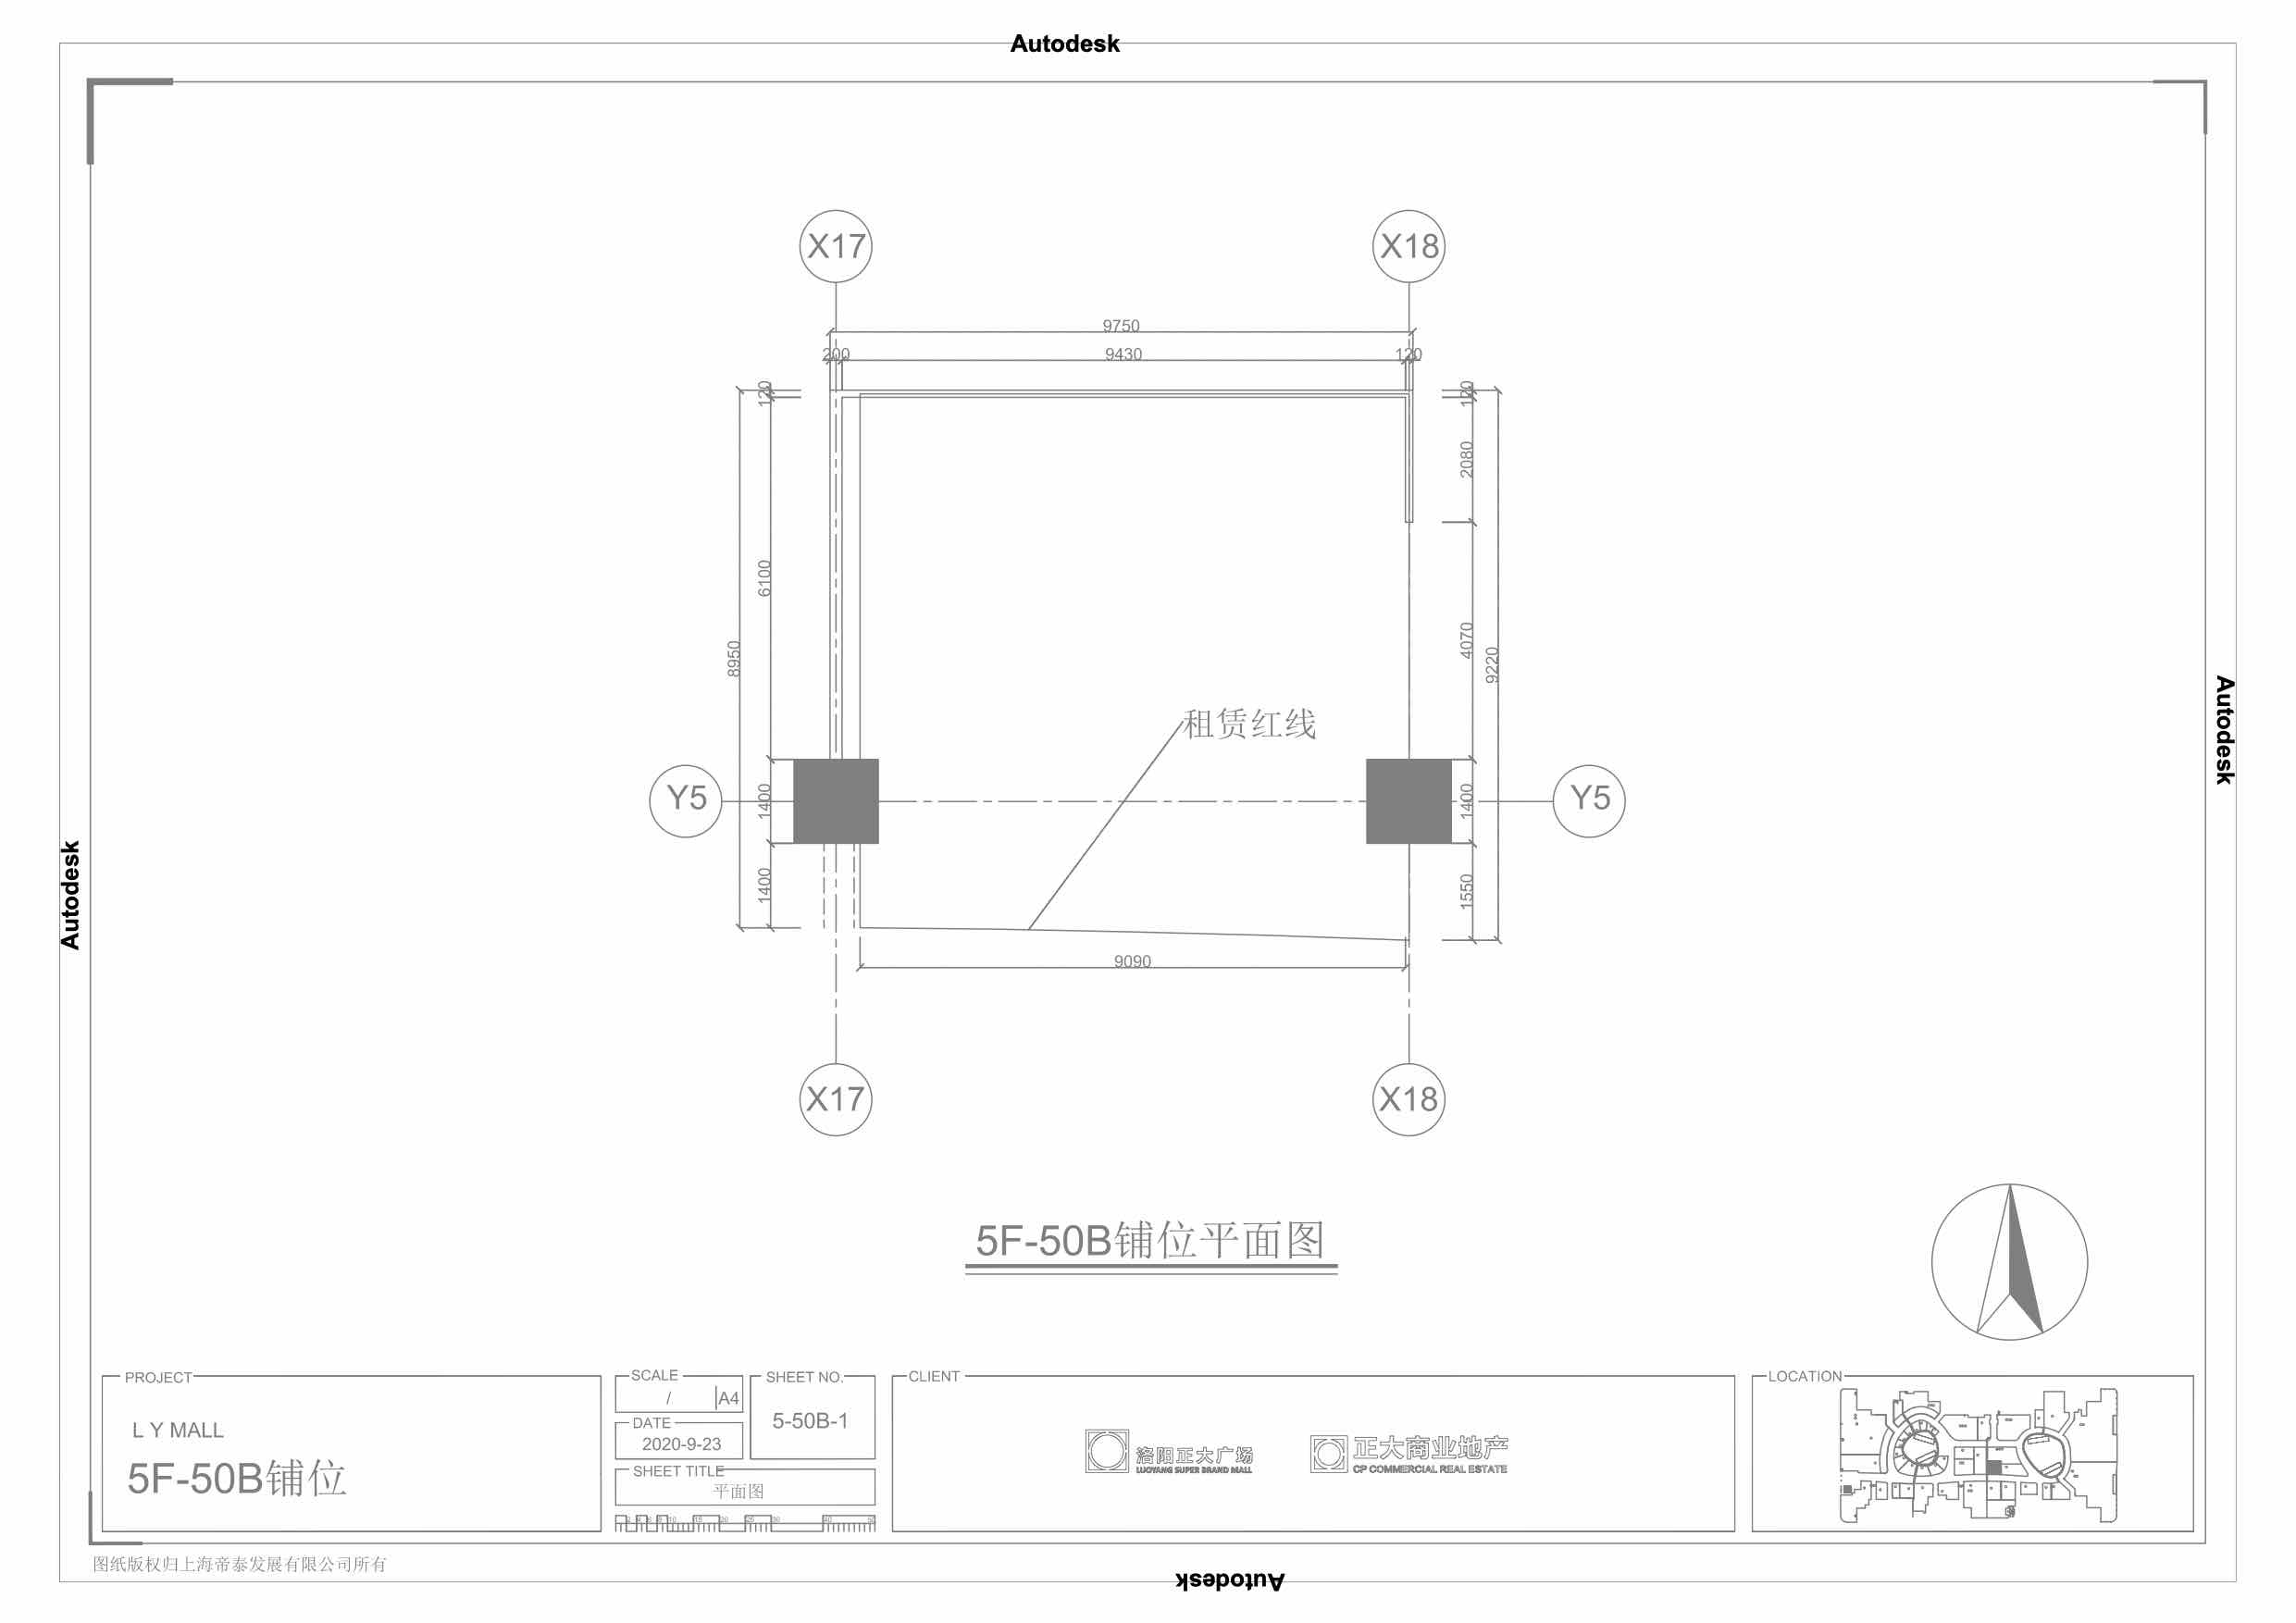 Autodesk
X17
X18
9750
200
9430
120
120
120
2080
6100
4070
8950
9220
租赁红线
Y5
Y5
1400
1400
1400
1550
9090
X17
X18
Autodesk
Autodesk
5F-50B铺位平面图
PROJECT
L Y MALL
5F-50B铺位
SCALE
/
A4
DATE
2020-9-23
SHEET NO.
5-50B-1
SHEET TITLE
平面图
CLIENT
洛阳正大广场
LUOYANG SUPER BRAND MALL
正大商业地产
CP COMMERCIAL REAL ESTATE
LOCATION
图纸版权归上海帝泰发展有限公司所有
Autodesk